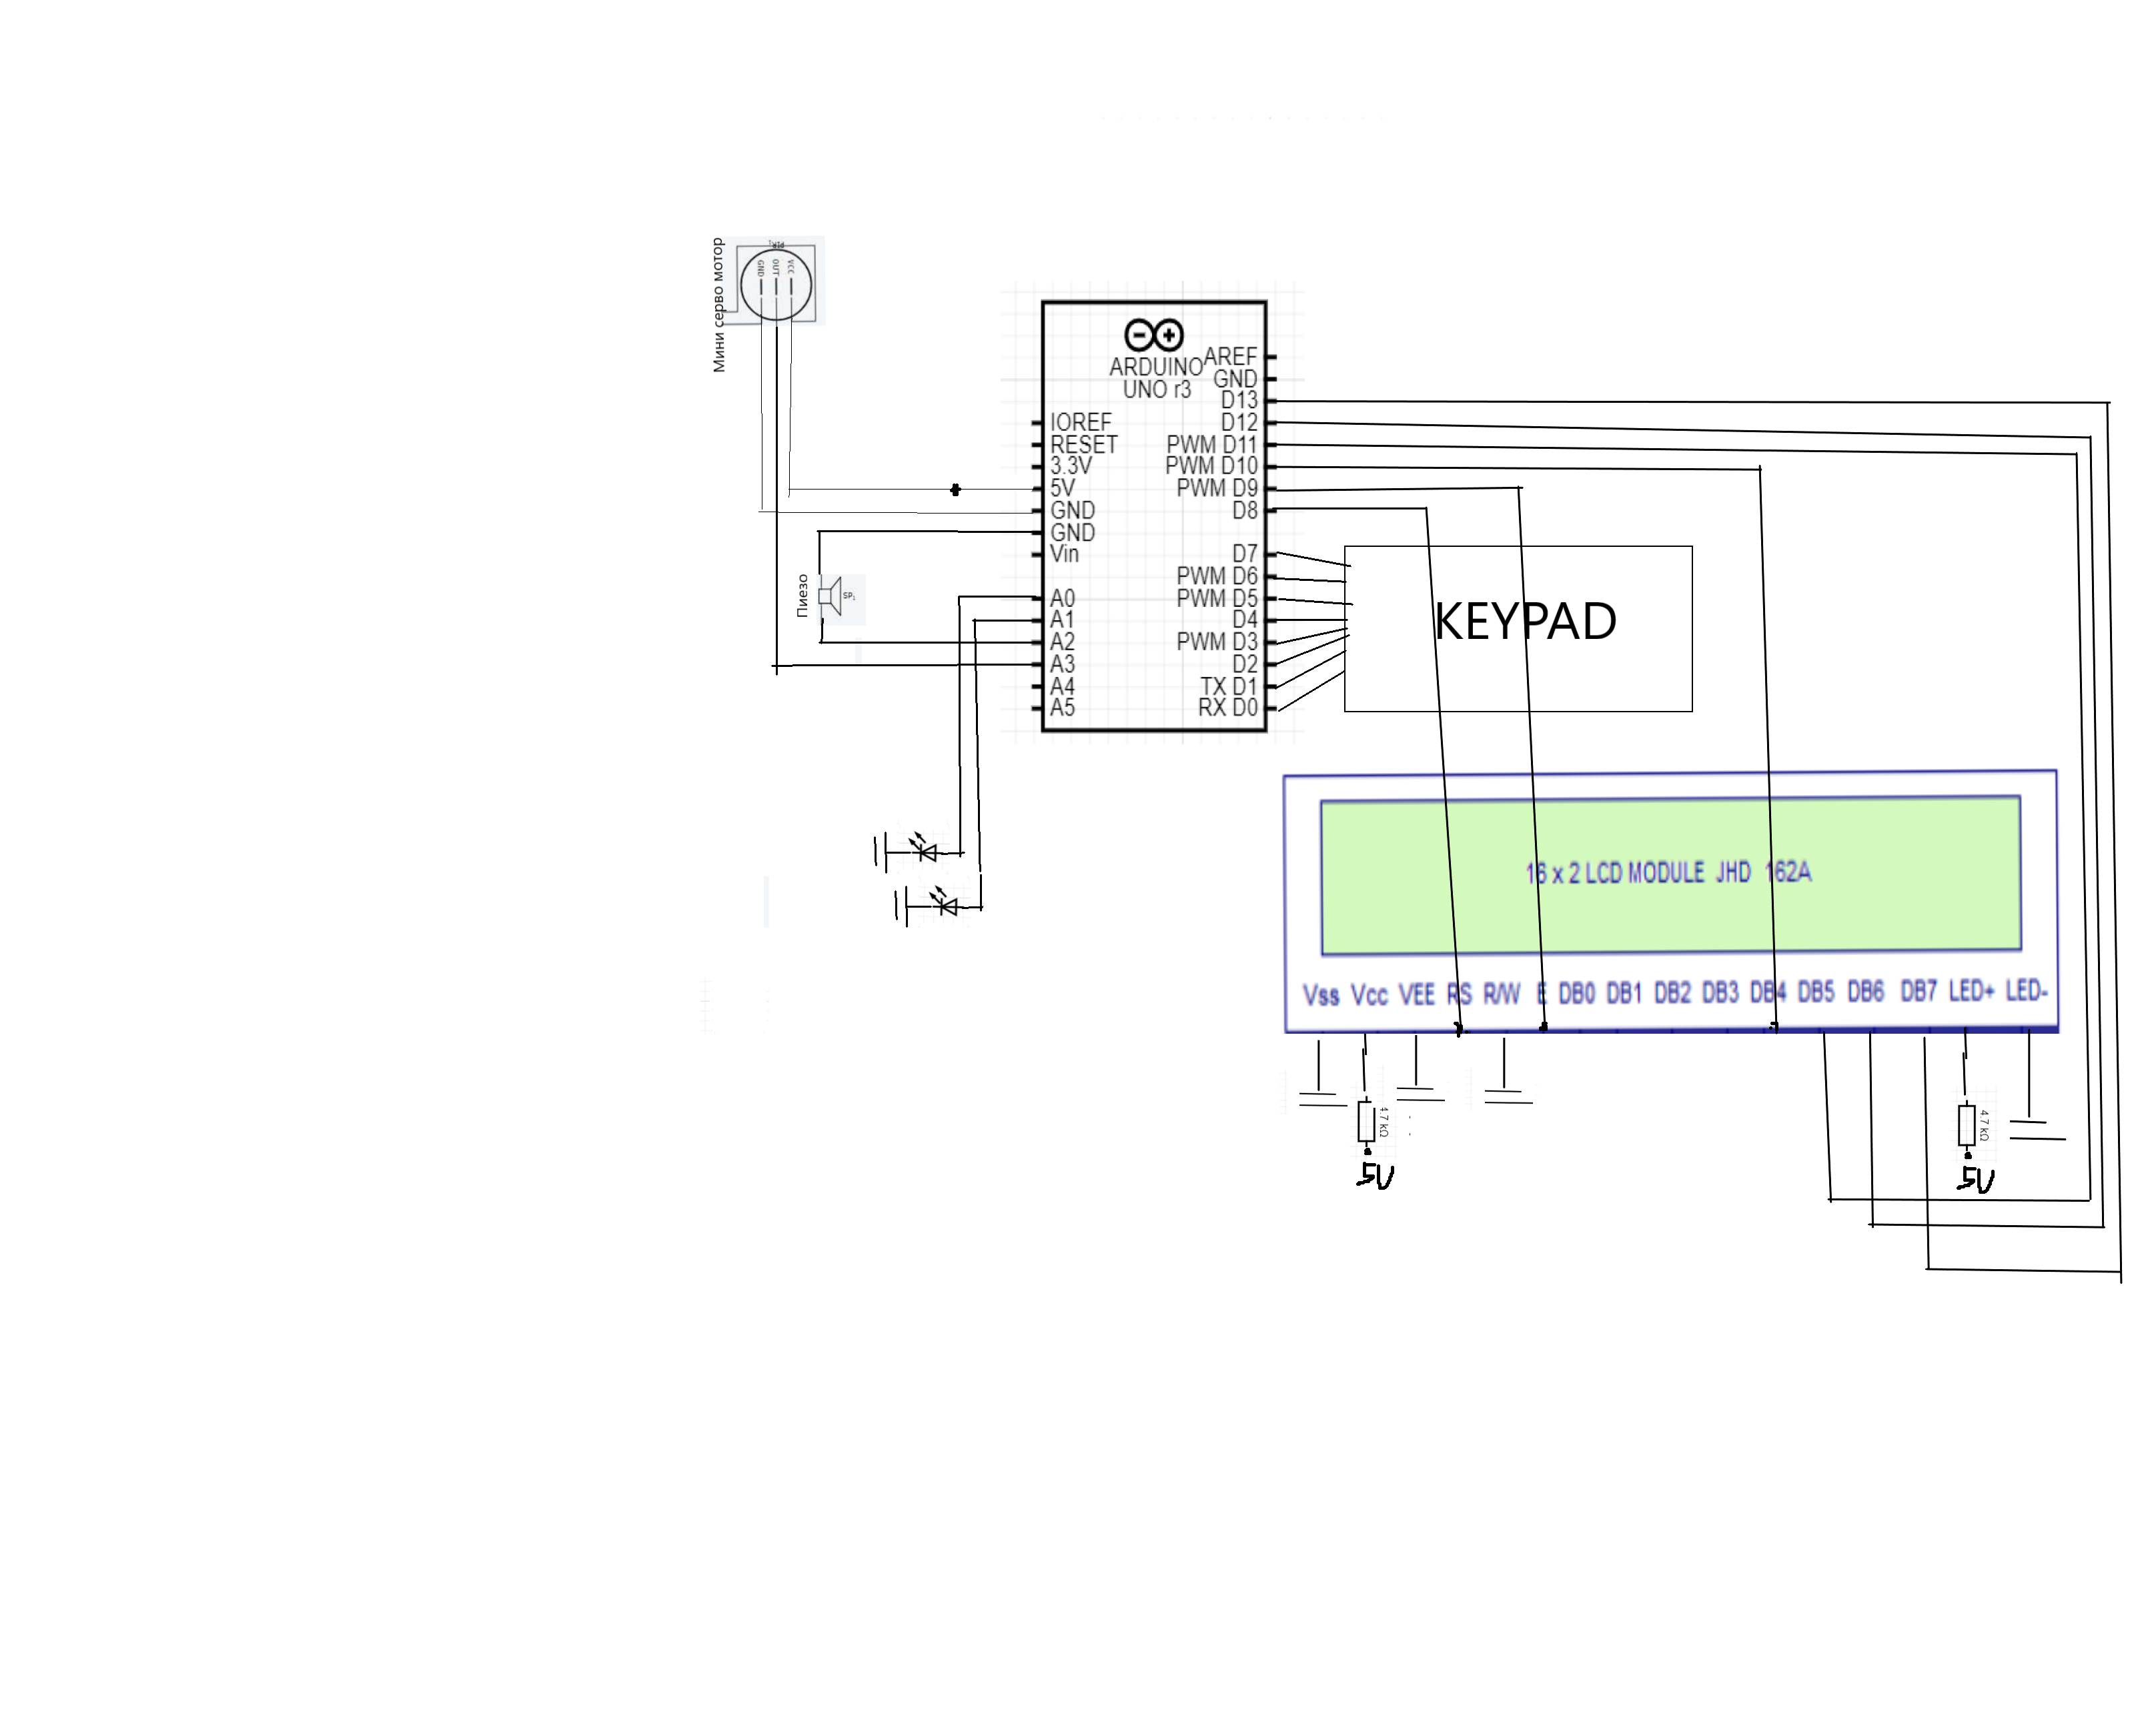 Мини серво мотор
PIR1
GND
OUT
VCC
ARDUINO
UNO r3
IOREF
RESET
3.3V
5V
GND
GND
Vin
A0
A1
A2
A3
A4
A5
AREF
GND
D13
D12
PWM D11
PWM D10
PWM D9
D8
D7
PWM D6
PWM D5
D4
PWM D3
D2
TX D1
RX D0
Пиезо
SP1
KEYPAD
16 x 2 LCD MODULE JHD 162A
Vss Vcc VEE RS R/W E DB0 DB1 DB2 DB3 DB4 DB5 DB6 DB7 LED+ LED-
4.7 kΩ
5V
4.7 kΩ
5V